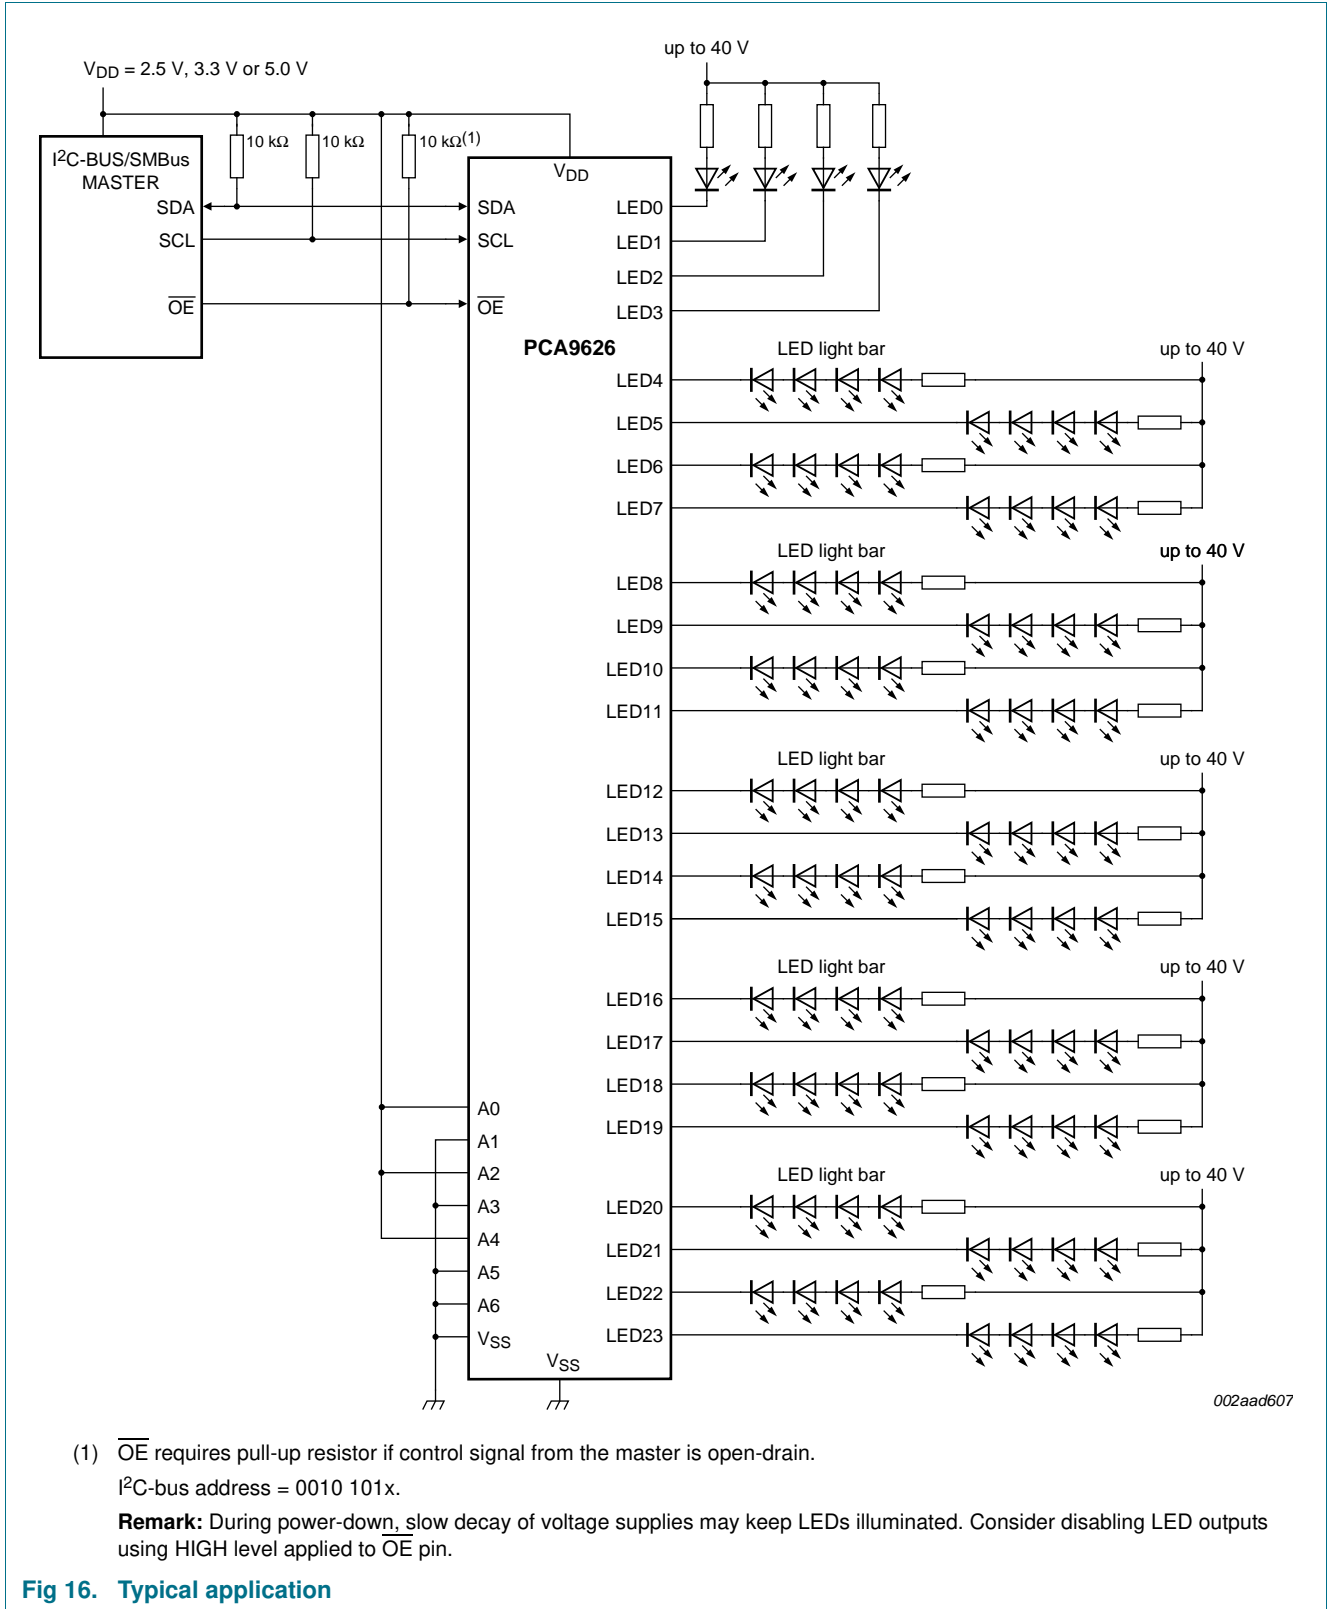 up to 40 V
VDD = 2.5 V, 3.3 V or 5.0 V
10 kΩ
10 kΩ
10 kΩ(1)
I2C-BUS/SMBus
MASTER
SDA
SCL
OE
VDD
SDA
SCL
OE
PCA9626
LED0
LED1
LED2
LED3
LED light bar
up to 40 V
LED4
LED5
LED6
LED7
LED light bar
up to 40 V
LED8
LED9
LED10
LED11
LED light bar
up to 40 V
LED12
LED13
LED14
LED15
LED light bar
up to 40 V
LED16
LED17
LED18
LED19
LED light bar
up to 40 V
LED20
LED21
LED22
LED23
A0
A1
A2
A3
A4
A5
A6
VSS
VSS
002aad607
(1) OE requires pull-up resistor if control signal from the master is open-drain.
I2C-bus address = 0010 101x.
Remark: During power-down, slow decay of voltage supplies may keep LEDs illuminated. Consider disabling LED outputs
using HIGH level applied to OE pin.
Fig 16. Typical application